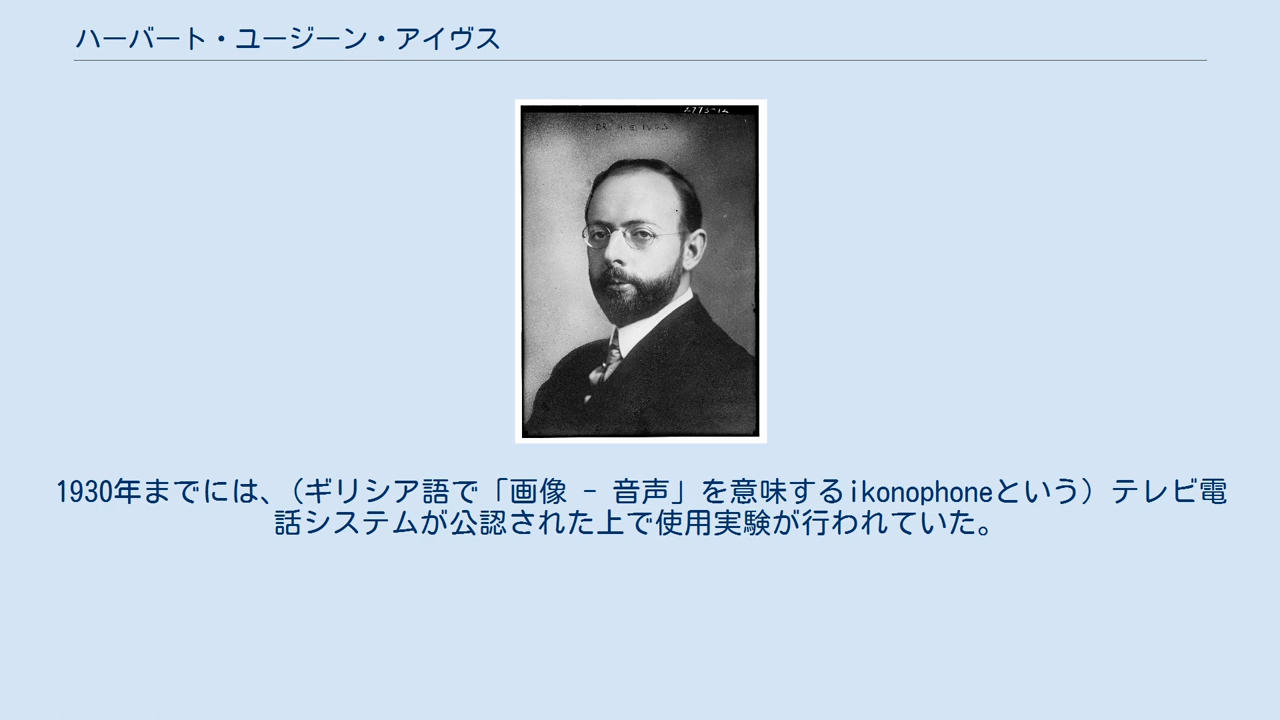 ハーバート・ユージーン・アイヴス
2773-12
DR. H. E. IVES
1930年までには、（ギリシア語で「画像 - 音声」を意味するikonophoneという）テレビ電
話システムが公認された上で使用実験が行われていた。